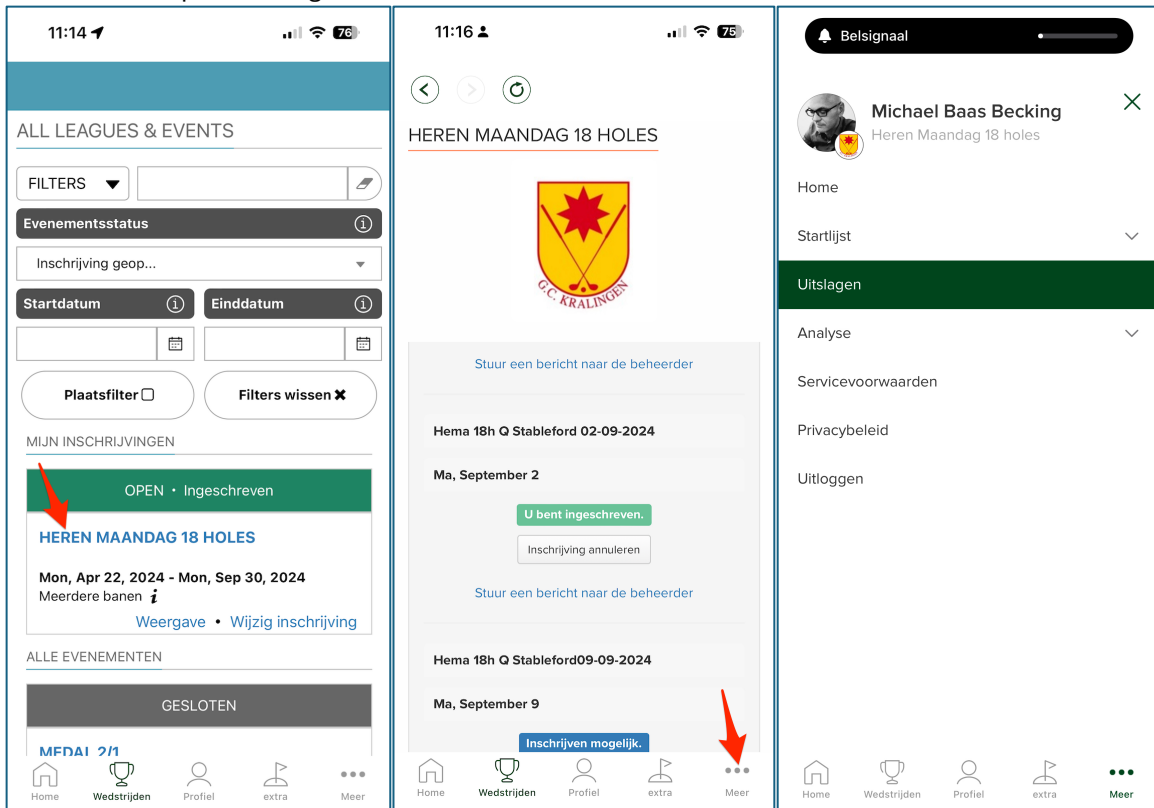 11:14
76
ALL LEAGUES & EVENTS
FILTERS
Evenementsstatus
Inschrijving geop...
Startdatum
Einddatum
Plaatsfilter
Filters wissen
MIJN INSCHRIJVINGEN
OPEN • Ingeschreven
HEREN MAANDAG 18 HOLES
Mon, Apr 22, 2024 - Mon, Sep 30, 2024
Meerdere banen i
Weergave • Wijzig inschrijving
ALLE EVENEMENTEN
GESLOTEN
MEDAL 2/1
Home Wedstrijden Profiel extra Meer
11:16
75
HEREN MAANDAG 18 HOLES
G.C. KRALINGEN
Stuur een bericht naar de beheerder
Hema 18h Q Stableford 02-09-2024
Ma, September 2
U bent ingeschreven.
Inschrijving annuleren
Stuur een bericht naar de beheerder
Hema 18h Q Stableford09-09-2024
Ma, September 9
Inschrijven mogelijk.
Home Wedstrijden Profiel extra Meer
Belsignaal
Michael Baas Becking
Heren Maandag 18 holes
Home
Startlijst
Uitslagen
Analyse
Servicevoorwaarden
Privacybeleid
Uitloggen
Home Wedstrijden Profiel extra Meer